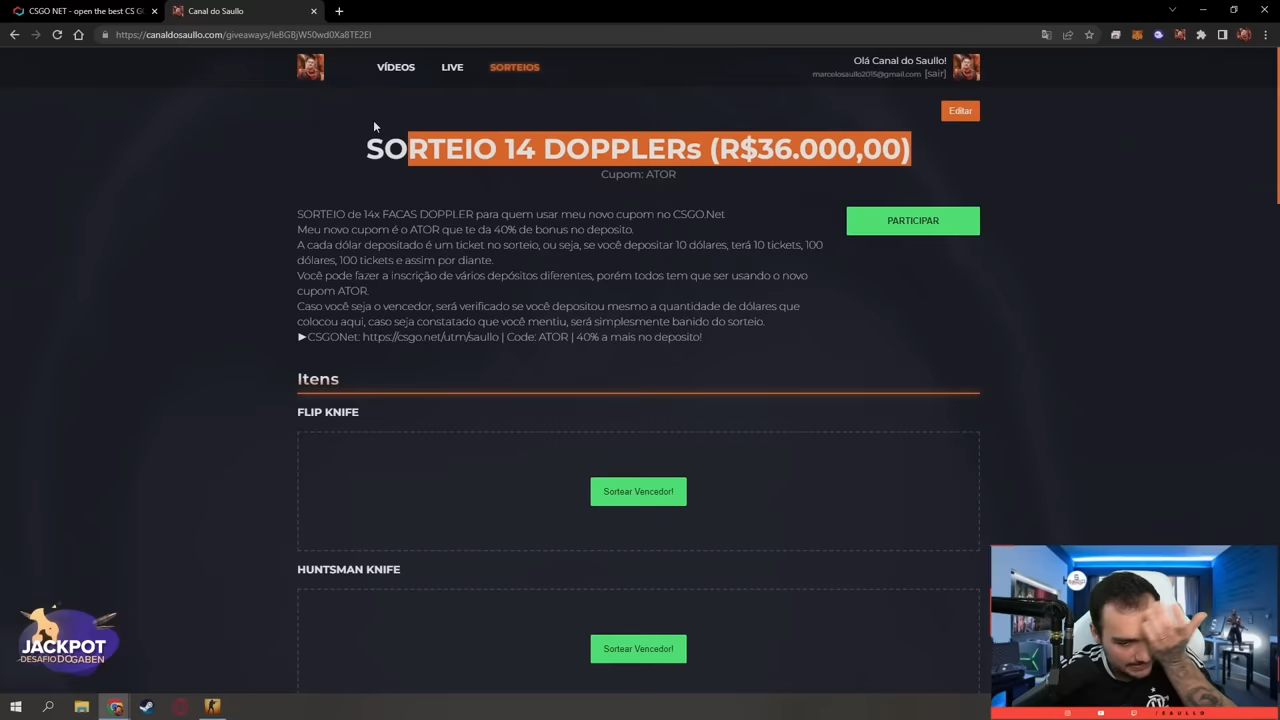 CSGO NET - open the best CS G
Canal do Saullo
https://canaldosaullo.com/giveaways/IeBGBjW50wd0Xa8TE2EI
VÍDEOS
LIVE
SORTEIOS
Olá Canal do Saullo!
marcelosaullo2015@gmail.com [sair]
Editar
SORTEIO 14 DOPPLERs (R$36.000,00)
Cupom: ATOR
SORTEIO de 14x FACAS DOPPLER para quem usar meu novo cupom no CSGO.Net
Meu novo cupom é o ATOR que te da 40% de bonus no deposito.
A cada dólar depositado é um ticket no sorteio, ou seja, se você depositar 10 dólares, terá 10 tickets, 100
dólares, 100 tickets e assim por diante.
Você pode fazer a inscrição de vários depósitos diferentes, porém todos tem que ser usando o novo
cupom ATOR.
Caso você seja o vencedor, será verificado se você depositou mesmo a quantidade de dólares que
colocou aqui, caso seja constatado que você mentiu, será simplesmente banido do sorteio.
►CSGONet: https://csgo.net/utm/saullo | Code: ATOR | 40% a mais no deposito!
PARTICIPAR
Itens
FLIP KNIFE
Sortear Vencedor!
HUNTSMAN KNIFE
Sortear Vencedor!
JACKPOT
DESAFIO DO GABEN
SAULLO